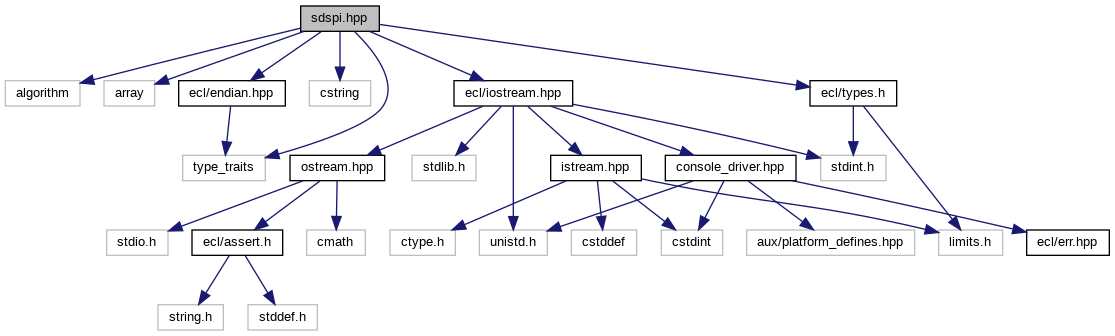 sdspi.hpp
algorithm
array
ecl/endian.hpp
cstring
ecl/iostream.hpp
ecl/types.h
type_traits
ostream.hpp
stdlib.h
istream.hpp
console_driver.hpp
stdint.h
stdio.h
ecl/assert.h
cmath
ctype.h
unistd.h
cstddef
cstdint
aux/platform_defines.hpp
limits.h
ecl/err.hpp
string.h
stddef.h